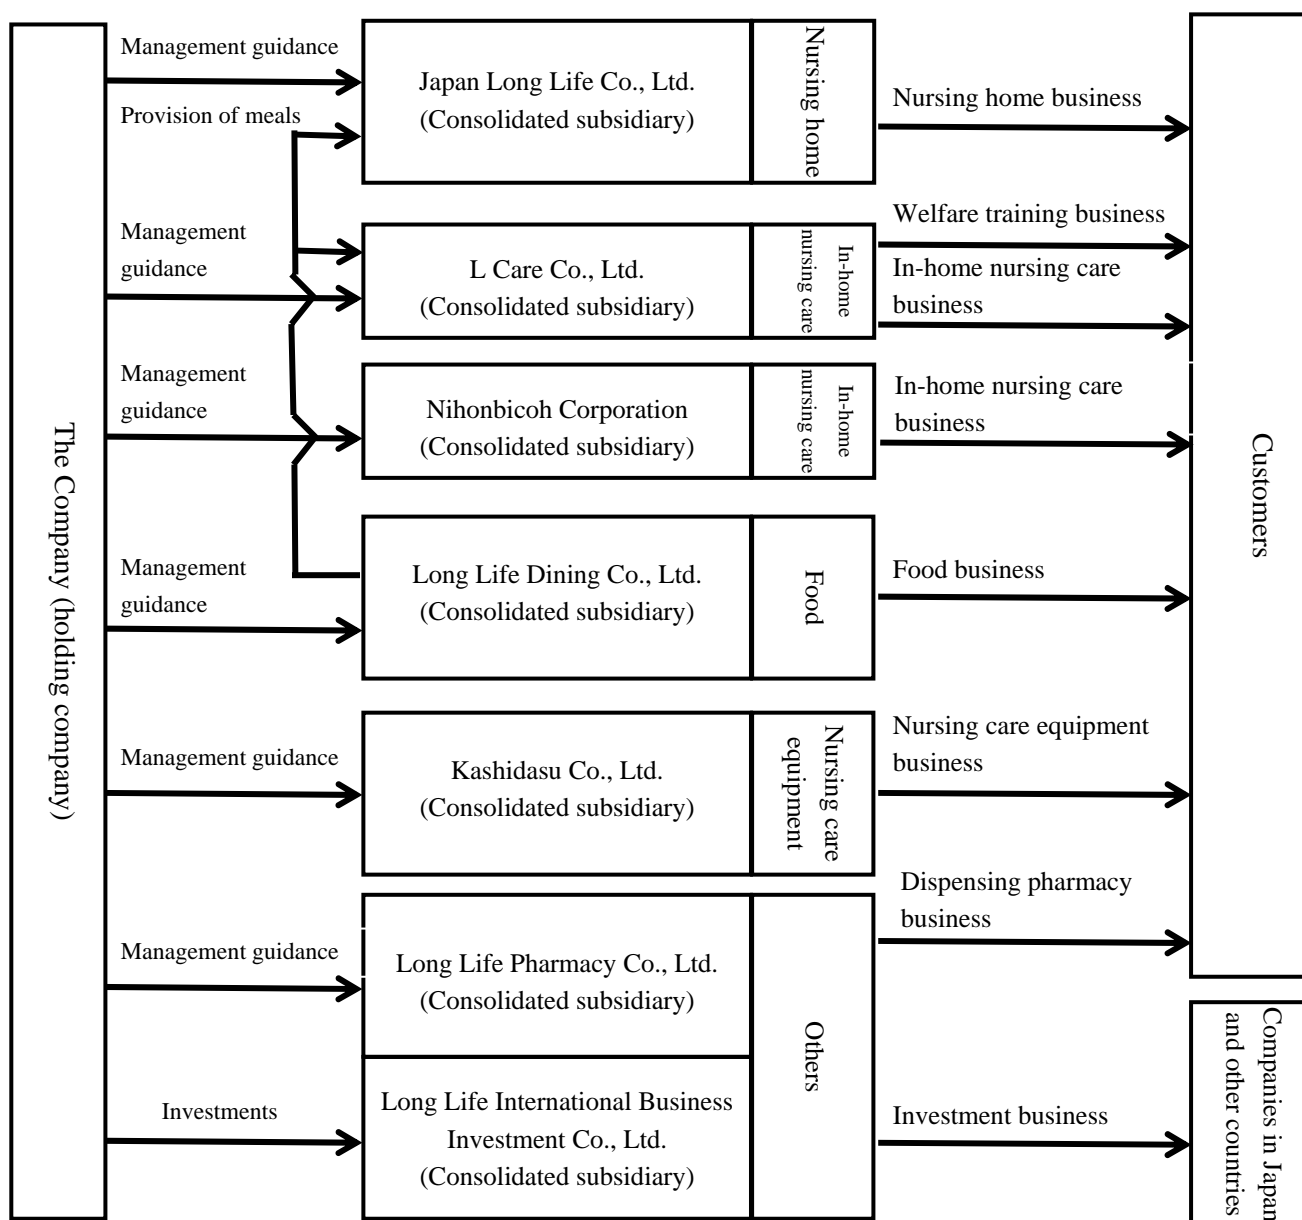 The Company (holding company)
Management guidance
Provision of meals
Japan Long Life Co., Ltd.
(Consolidated subsidiary)
Nursing home
Nursing home business
Management
guidance
L Care Co., Ltd.
(Consolidated subsidiary)
In-home
nursing care
Welfare training business
In-home nursing care
business
Management
guidance
Nihonbicoh Corporation
(Consolidated subsidiary)
In-home
nursing care
In-home nursing care
business
Management
guidance
Long Life Dining Co., Ltd.
(Consolidated subsidiary)
Food
Food business
Management guidance
Kashidasu Co., Ltd.
(Consolidated subsidiary)
Nursing care
equipment
Nursing care equipment
business
Management guidance
Long Life Pharmacy Co., Ltd.
(Consolidated subsidiary)
Others
Dispensing pharmacy
business
Investments
Long Life International Business
Investment Co., Ltd.
(Consolidated subsidiary)
Investment business
Customers
Companies in Japan
and other countries